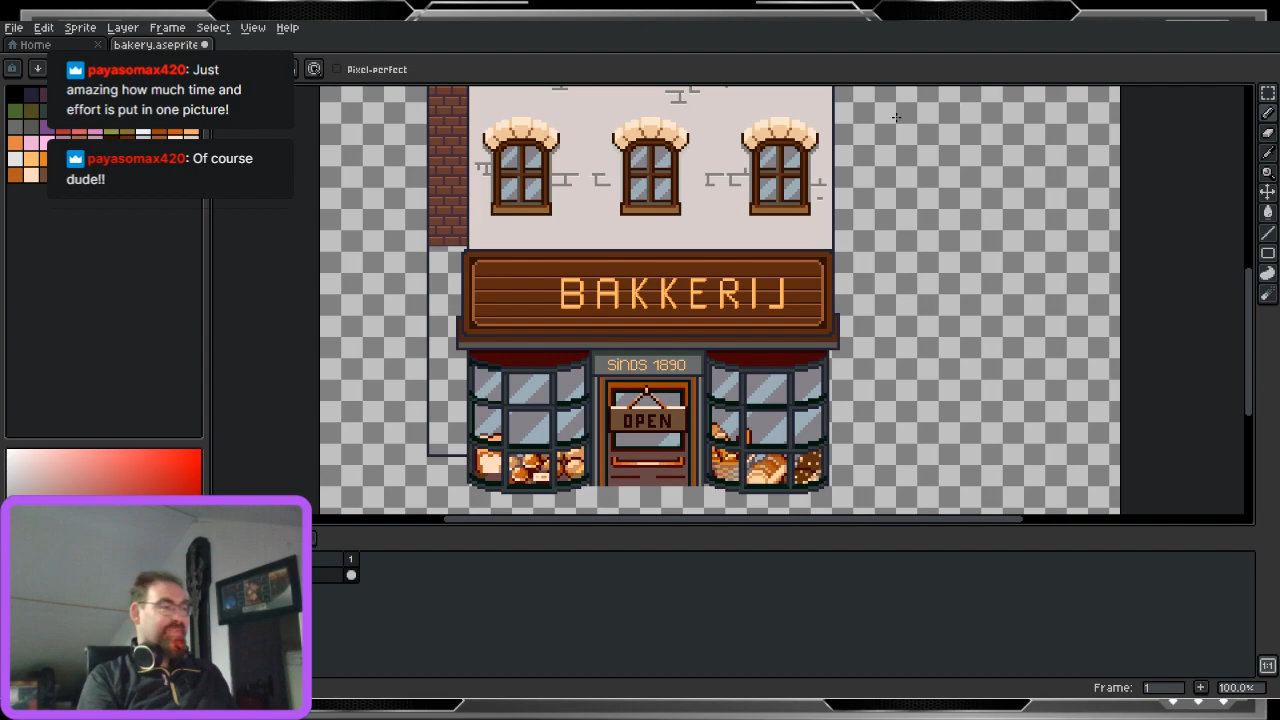 File Edit Sprite Layer Frame Select View Help
Home bakery.aseprite
Pixel-perfect
payasomax420: Just
amazing how much time and
effort is put in one picture!
payasomax420: Of course
dude!!
BAKKERIJ
SINDS 1890
OPEN
1
Frame: 1 + 100.0%
1:1